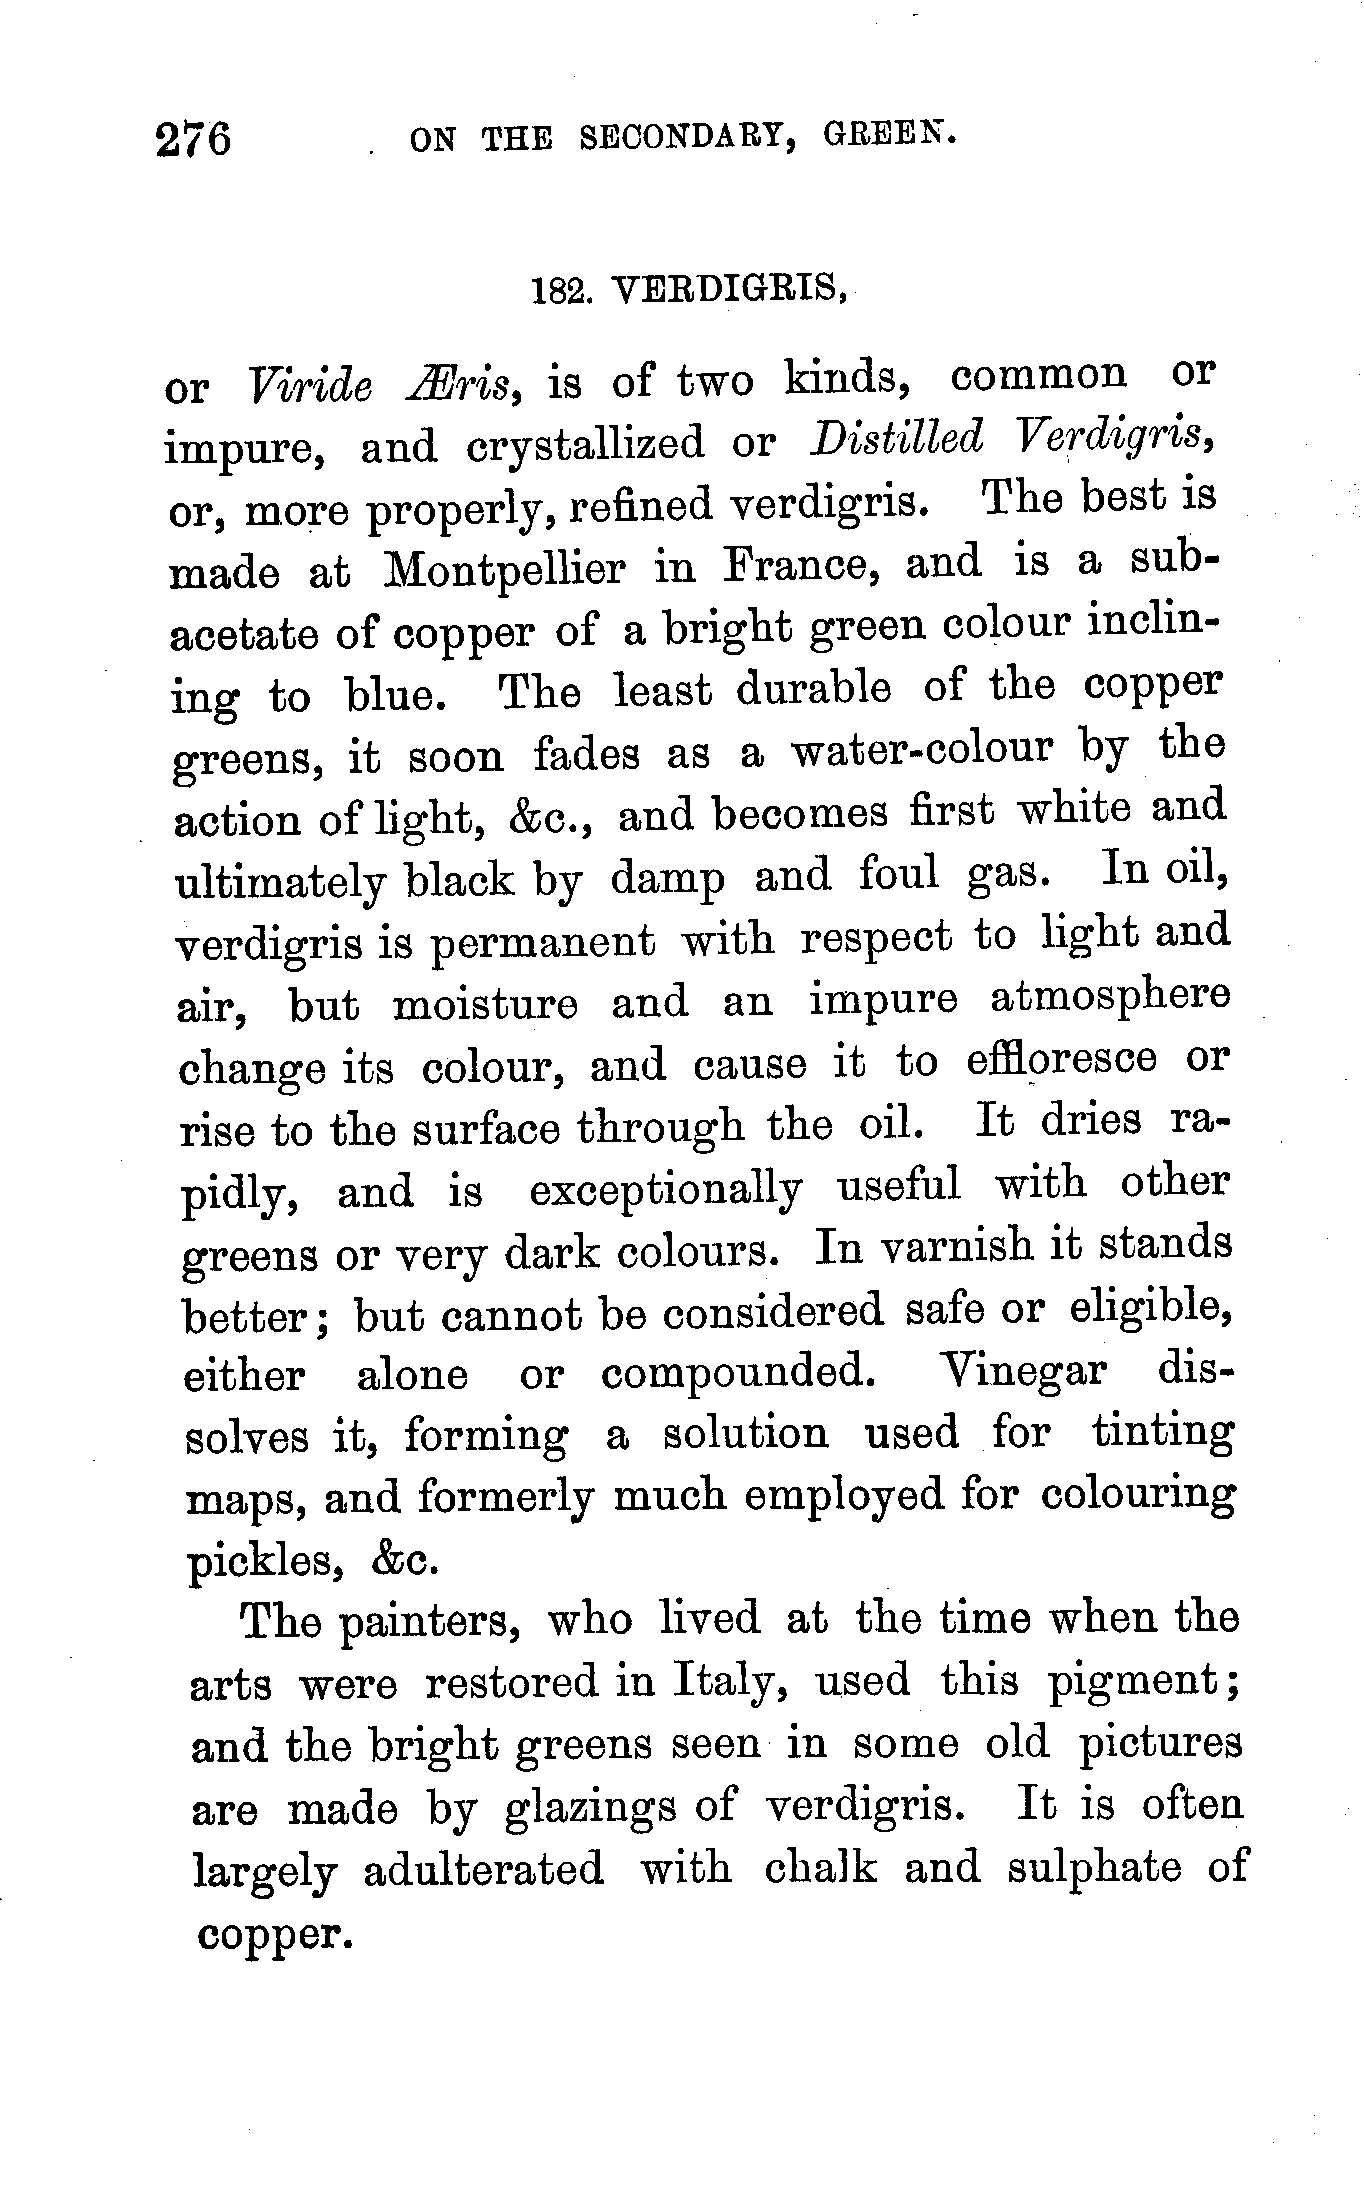 276 ON THE SECONDARY, GREEN.
182. VERDIGRIS,
or Viride Æris, is of two kinds, common or
impure, and crystallized or Distilled Verdigris,
or, more properly, refined verdigris. The best is
made at Montpellier in France, and is a sub-
acetate of copper of a bright green colour inclin-
ing to blue. The least durable of the copper
greens, it soon fades as a water-colour by the
action of light, &c., and becomes first white and
ultimately black by damp and foul gas. In oil,
verdigris is permanent with respect to light and
air, but moisture and an impure atmosphere
change its colour, and cause it to effloresce or
rise to the surface through the oil. It dries ra-
pidly, and is exceptionally useful with other
greens or very dark colours. In varnish it stands
better; but cannot be considered safe or eligible,
either alone or compounded. Vinegar dis-
solves it, forming a solution used for tinting
maps, and formerly much employed for colouring
pickles, &c.
The painters, who lived at the time when the
arts were restored in Italy, used this pigment;
and the bright greens seen in some old pictures
are made by glazings of verdigris. It is often
largely adulterated with chalk and sulphate of
copper.